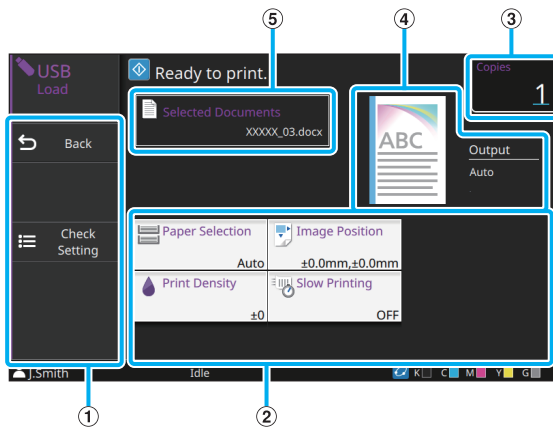 5
4
3
USB
Load
Ready to print.
Copies
1
Selected Documents
XXXXX_03.docx
ABC
Back
Output
Auto
Check
Setting
Paper Selection
Auto
Image Position
±0.0mm,±0.0mm
Print Density
±0
Slow Printing
OFF
J.Smith
Idle
K C M Y G
1
2